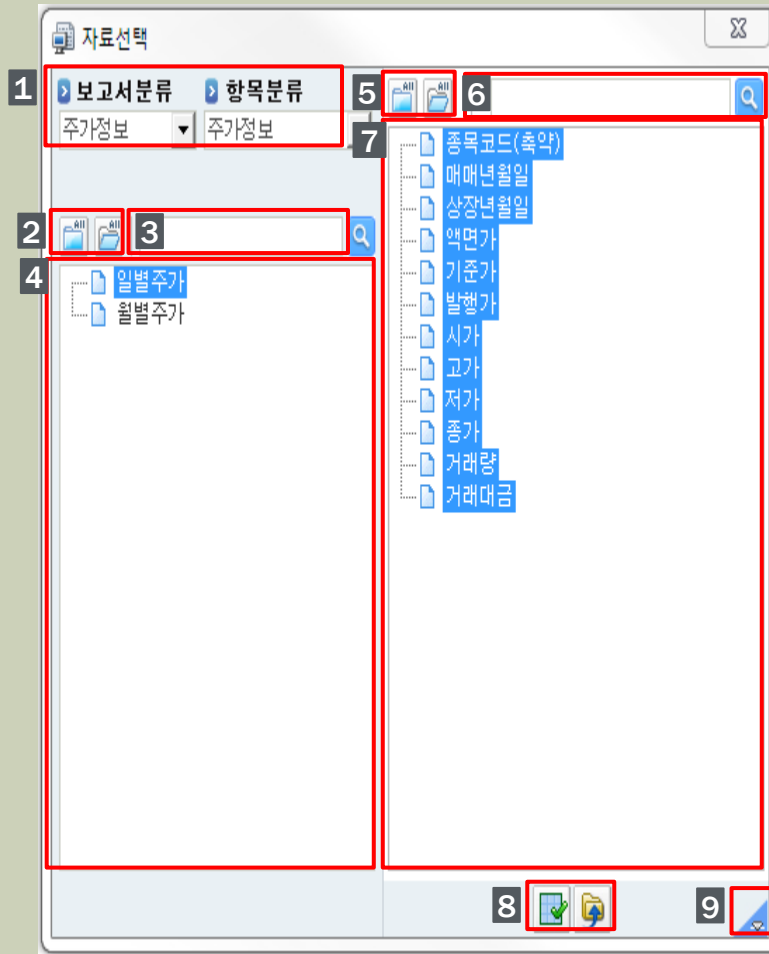 자료선택
1 보고서분류 항목분류
주가정보 주가정보
2 All All 3
4
일별주가
월별주가
5 All All 6
7
종목코드(축약)
매매년월일
상장년월일
액면가
기준가
발행가
시가
고가
저가
종가
거래량
거래대금
8 9